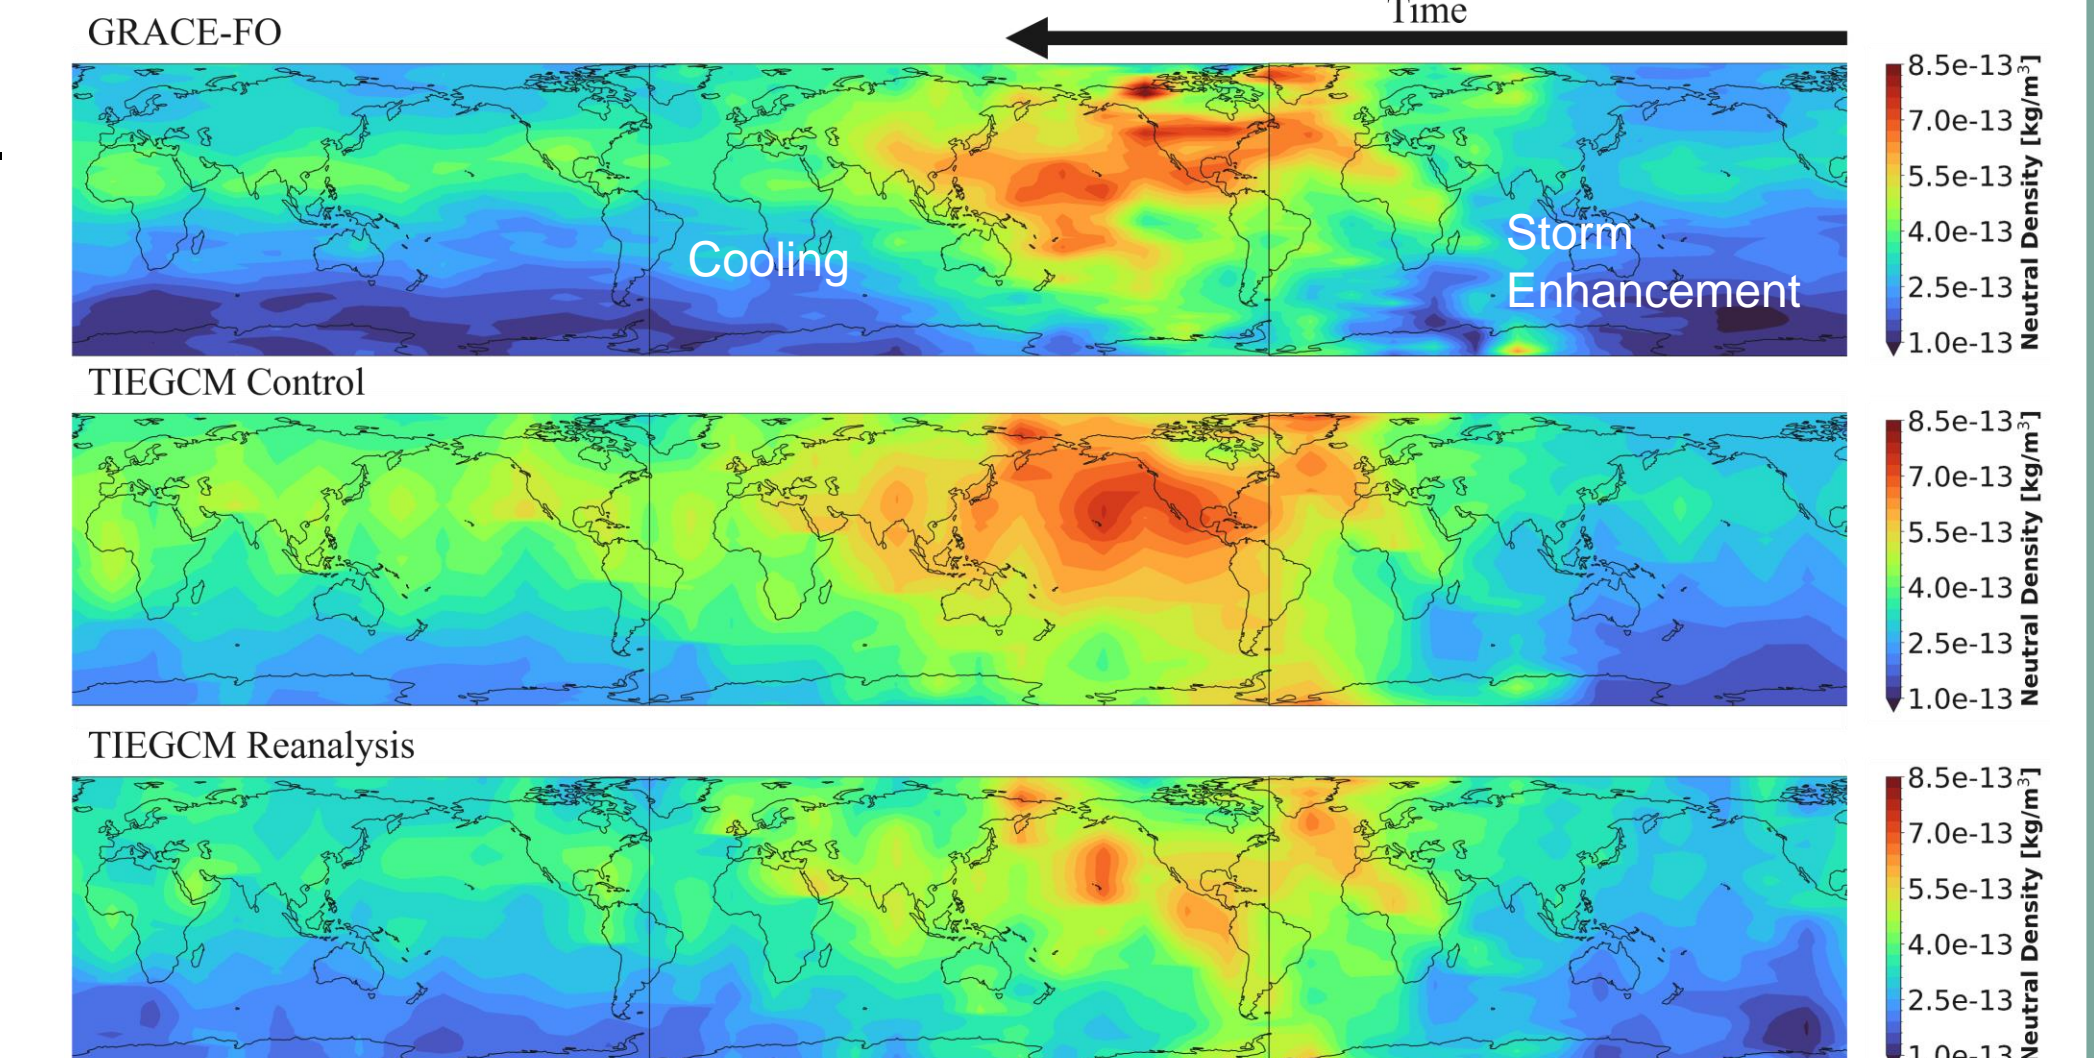 Time
GRACE-FO
8.5e-13
7.0e-13
5.5e-13
4.0e-13
2.5e-13
1.0e-13
Neutral Density [kg/m³]
Cooling
Storm
Enhancement
TIEGCM Control
8.5e-13
7.0e-13
5.5e-13
4.0e-13
2.5e-13
1.0e-13
Neutral Density [kg/m³]
TIEGCM Reanalysis
8.5e-13
7.0e-13
5.5e-13
4.0e-13
2.5e-13
1.0e-13
Neutral Density [kg/m³]